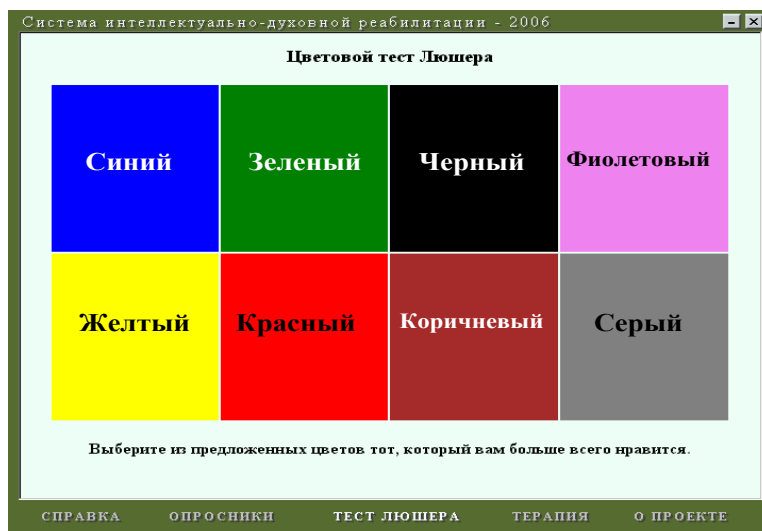 Система интеллектуально-духовной реабилитации - 2006
Цветовой тест Люшера
Синий Зеленый Черный Фиолетовый
Желтый Красный Коричневый Серый
Выберите из предложенных цветов тот, который вам больше всего нравится.
СПРАВКА ОПРОСНИКИ ТЕСТ ЛЮШЕРА ТЕРАПИЯ О ПРОЕКТЕ